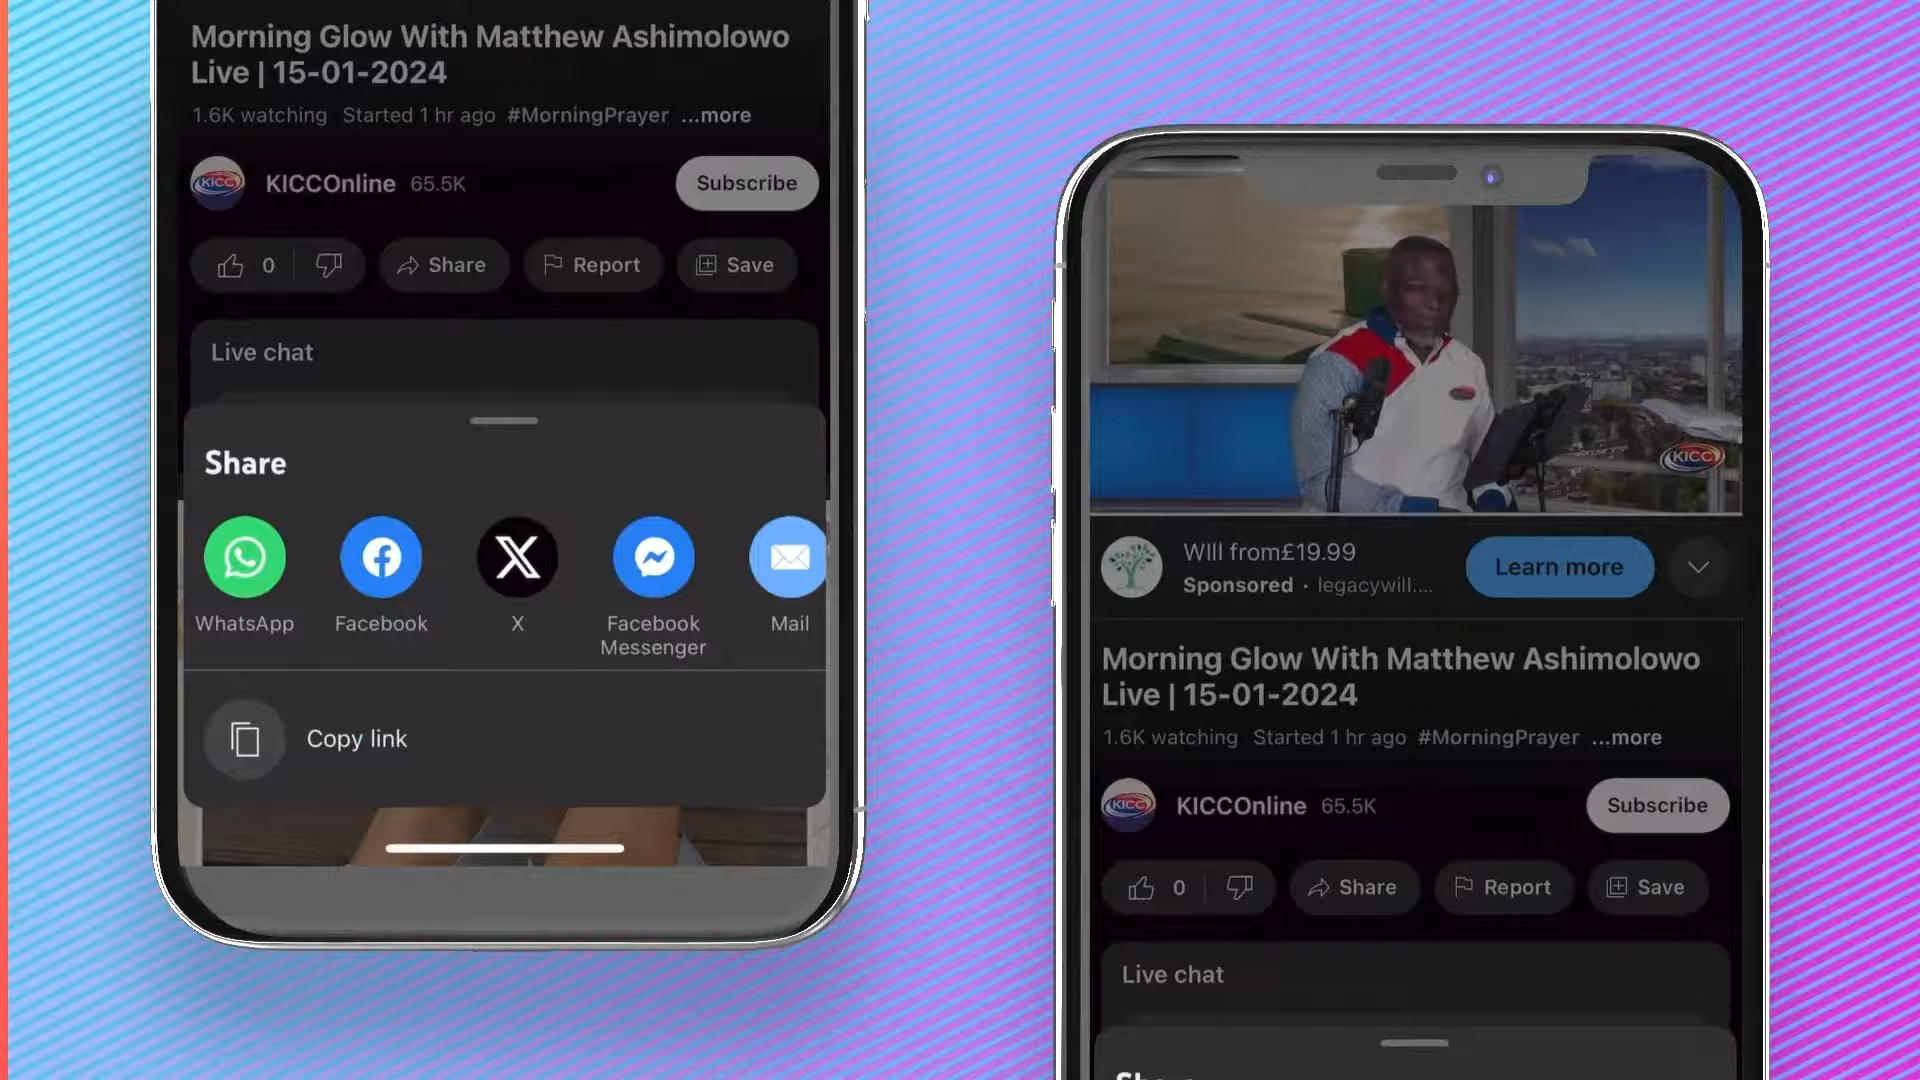 Morning Glow With Matthew Ashimolowo
Live | 15-01-2024
1.6K watching Started 1 hr ago #MorningPrayer ...more
KICC
KICCOnline 65.5K
Subscribe
0
Share
Report
Save
Live chat
Share
WhatsApp
Facebook
X
Facebook
Messenger
Mail
Copy link
KICC
Will from£19.99
Sponsored · legacywill....
Learn more
Morning Glow With Matthew Ashimolowo
Live | 15-01-2024
1.6K watching Started 1 hr ago #MorningPrayer ...more
KICC
KICCOnline 65.5K
Subscribe
0
Share
Report
Save
Live chat